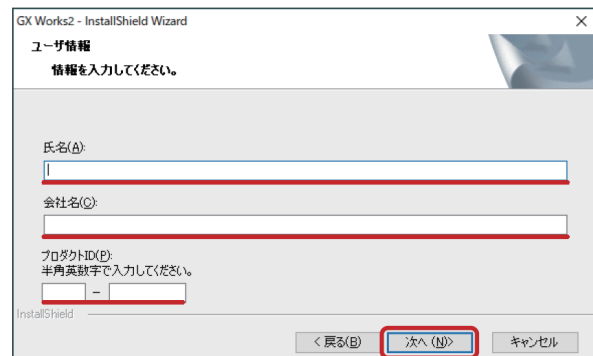 GX Works2 - InstallShield Wizard
ユーザ情報
情報を入力してください。
氏名(A):
会社名(C):
プロダクトID(P):
半角英数字で入力してください。
–
InstallShield
< 戻る(B)
次へ (N)>
キャンセル